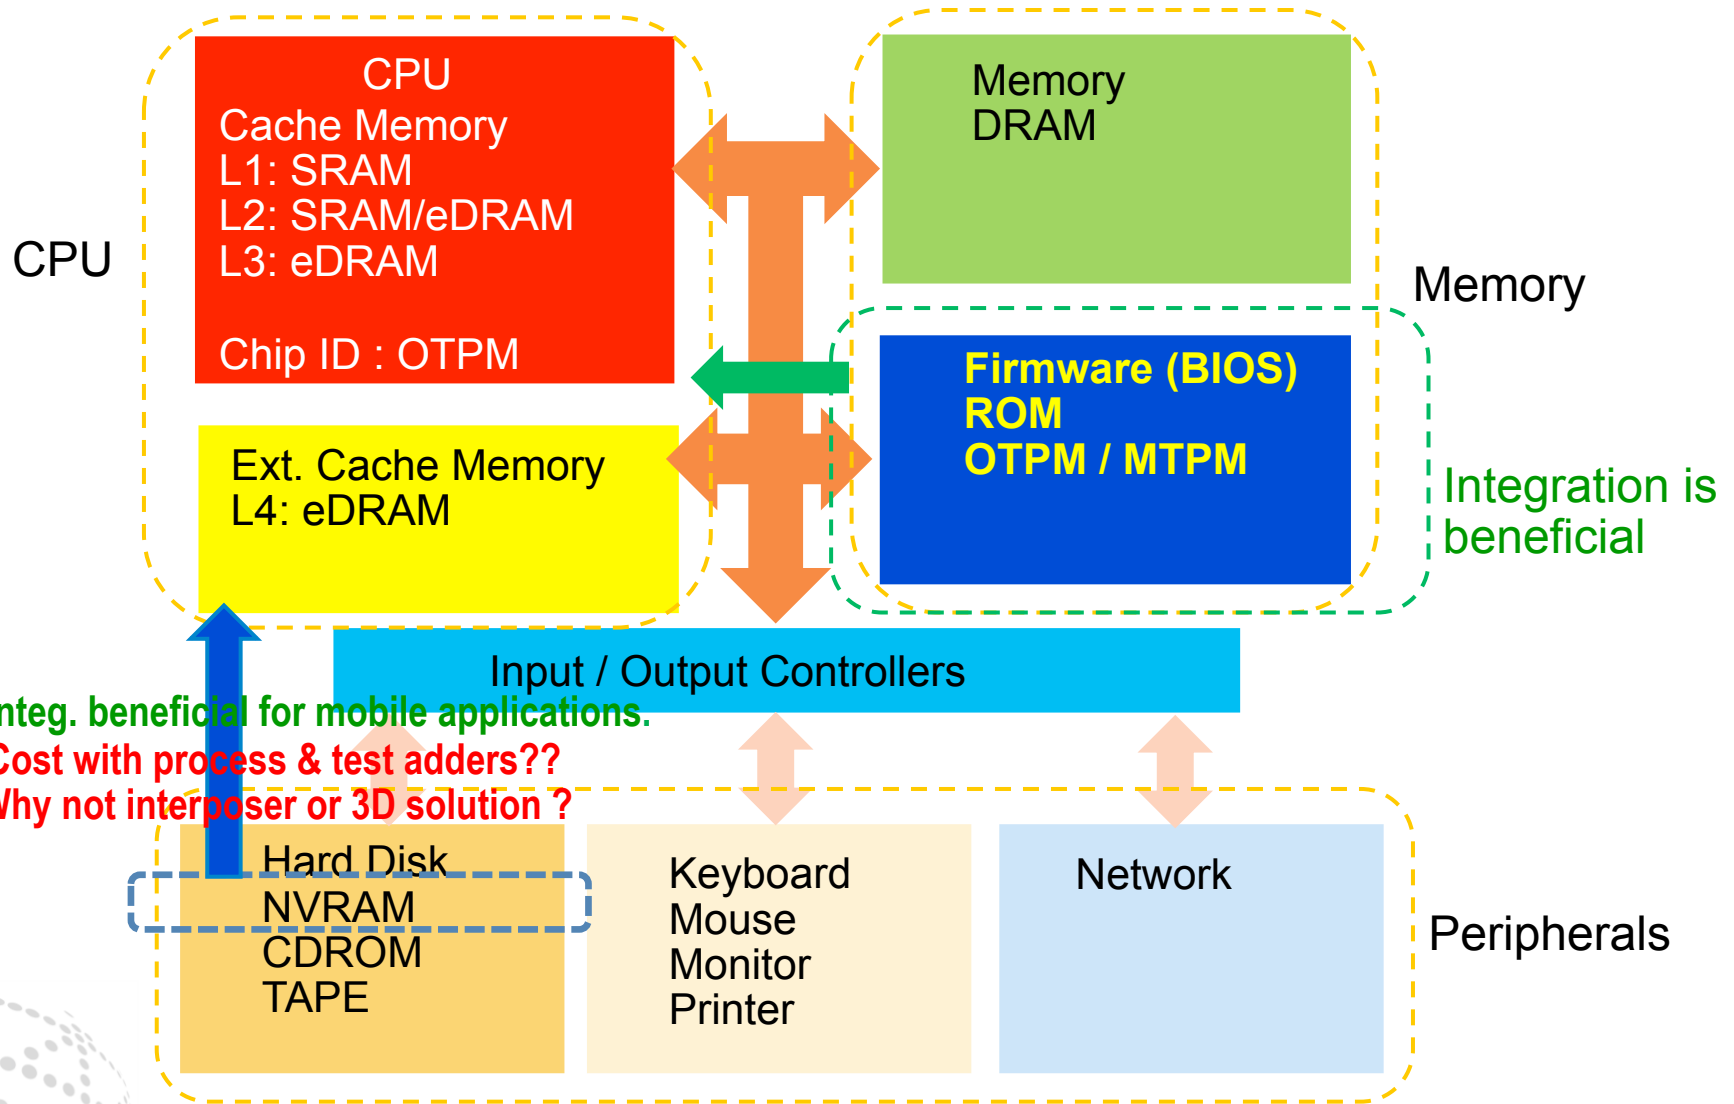 CPU
CPU
Cache Memory
L1: SRAM
L2: SRAM/eDRAM
L3: eDRAM
Chip ID : OTPM
Ext. Cache Memory
L4: eDRAM
Memory
DRAM
Memory
Firmware (BIOS)
ROM
OTPM / MTPM
Integration is
beneficial
Input / Output Controllers
nteg. beneficial for mobile applications.
Cost with process & test adders??
Why not interposer or 3D solution ?
Hard Disk
NVRAM
CDROM
TAPE
Keyboard
Mouse
Monitor
Printer
Network
Peripherals